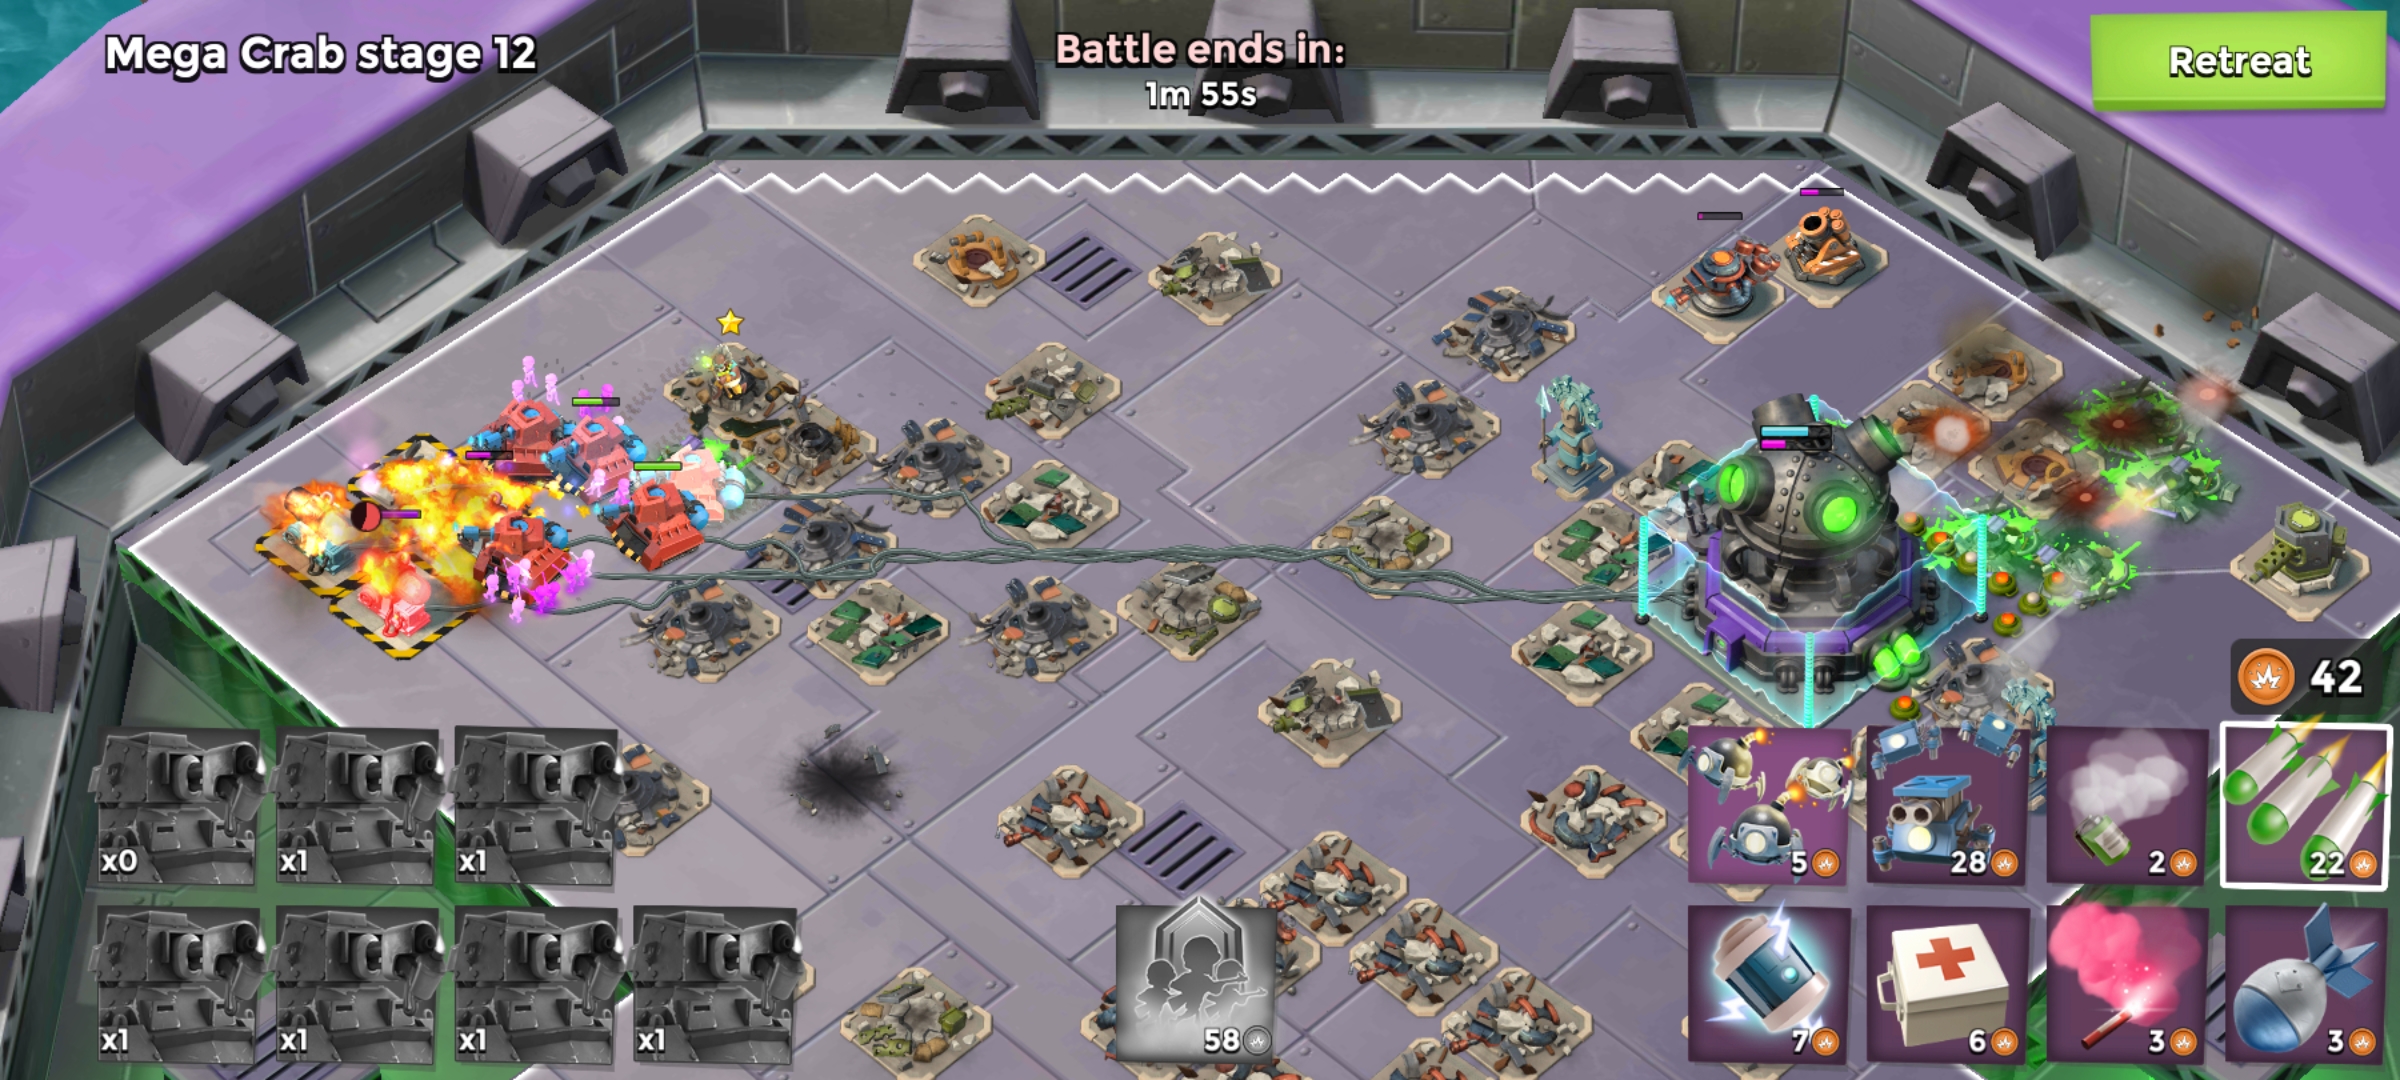 Mega Crab stage 12
Battle ends in:
1m 55s
Retreat
42
x0
x1
x1
5
28
2
22
x1
x1
x1
x1
58
7
6
3
3